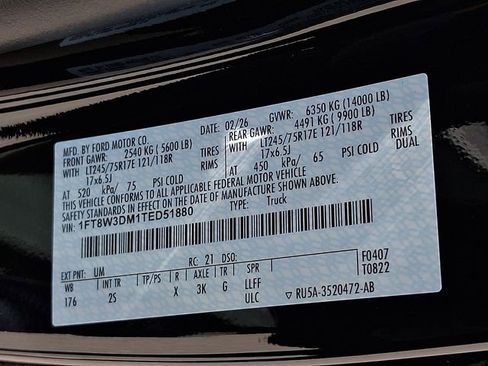 MFD. BY FORD MOTOR CO.
DATE: 02/26 GVWR: 6350 KG (14000 LB)
FRONT GAWR: 2540 KG (5600 LB)
REAR GAWR: 4491 KG (9900 LB)
WITH LT245/75R17E 121/118R TIRES
WITH LT245/75R17E 121/118R TIRES
17x6.5J RIMS
17x6.5J RIMS
AT 520 kPa/ 75 PSI COLD
AT 450 kPa/ 65 PSI COLD DUAL
THIS VEHICLE CONFORMS TO ALL APPLICABLE FEDERAL MOTOR VEHICLE
SAFETY STANDARDS IN EFFECT ON THE DATE OF MANUFACTURE SHOWN ABOVE.
VIN: 1FT8W3DM1TED51880 TYPE: Truck
F0407
T0822
RC: 21 DSO:
EXT PNT: UM
WB INT TR TP/PS R AXLE TR SPR
176 2S X 3K G LLFF
ULC
▽ RU5A-3520472-AB